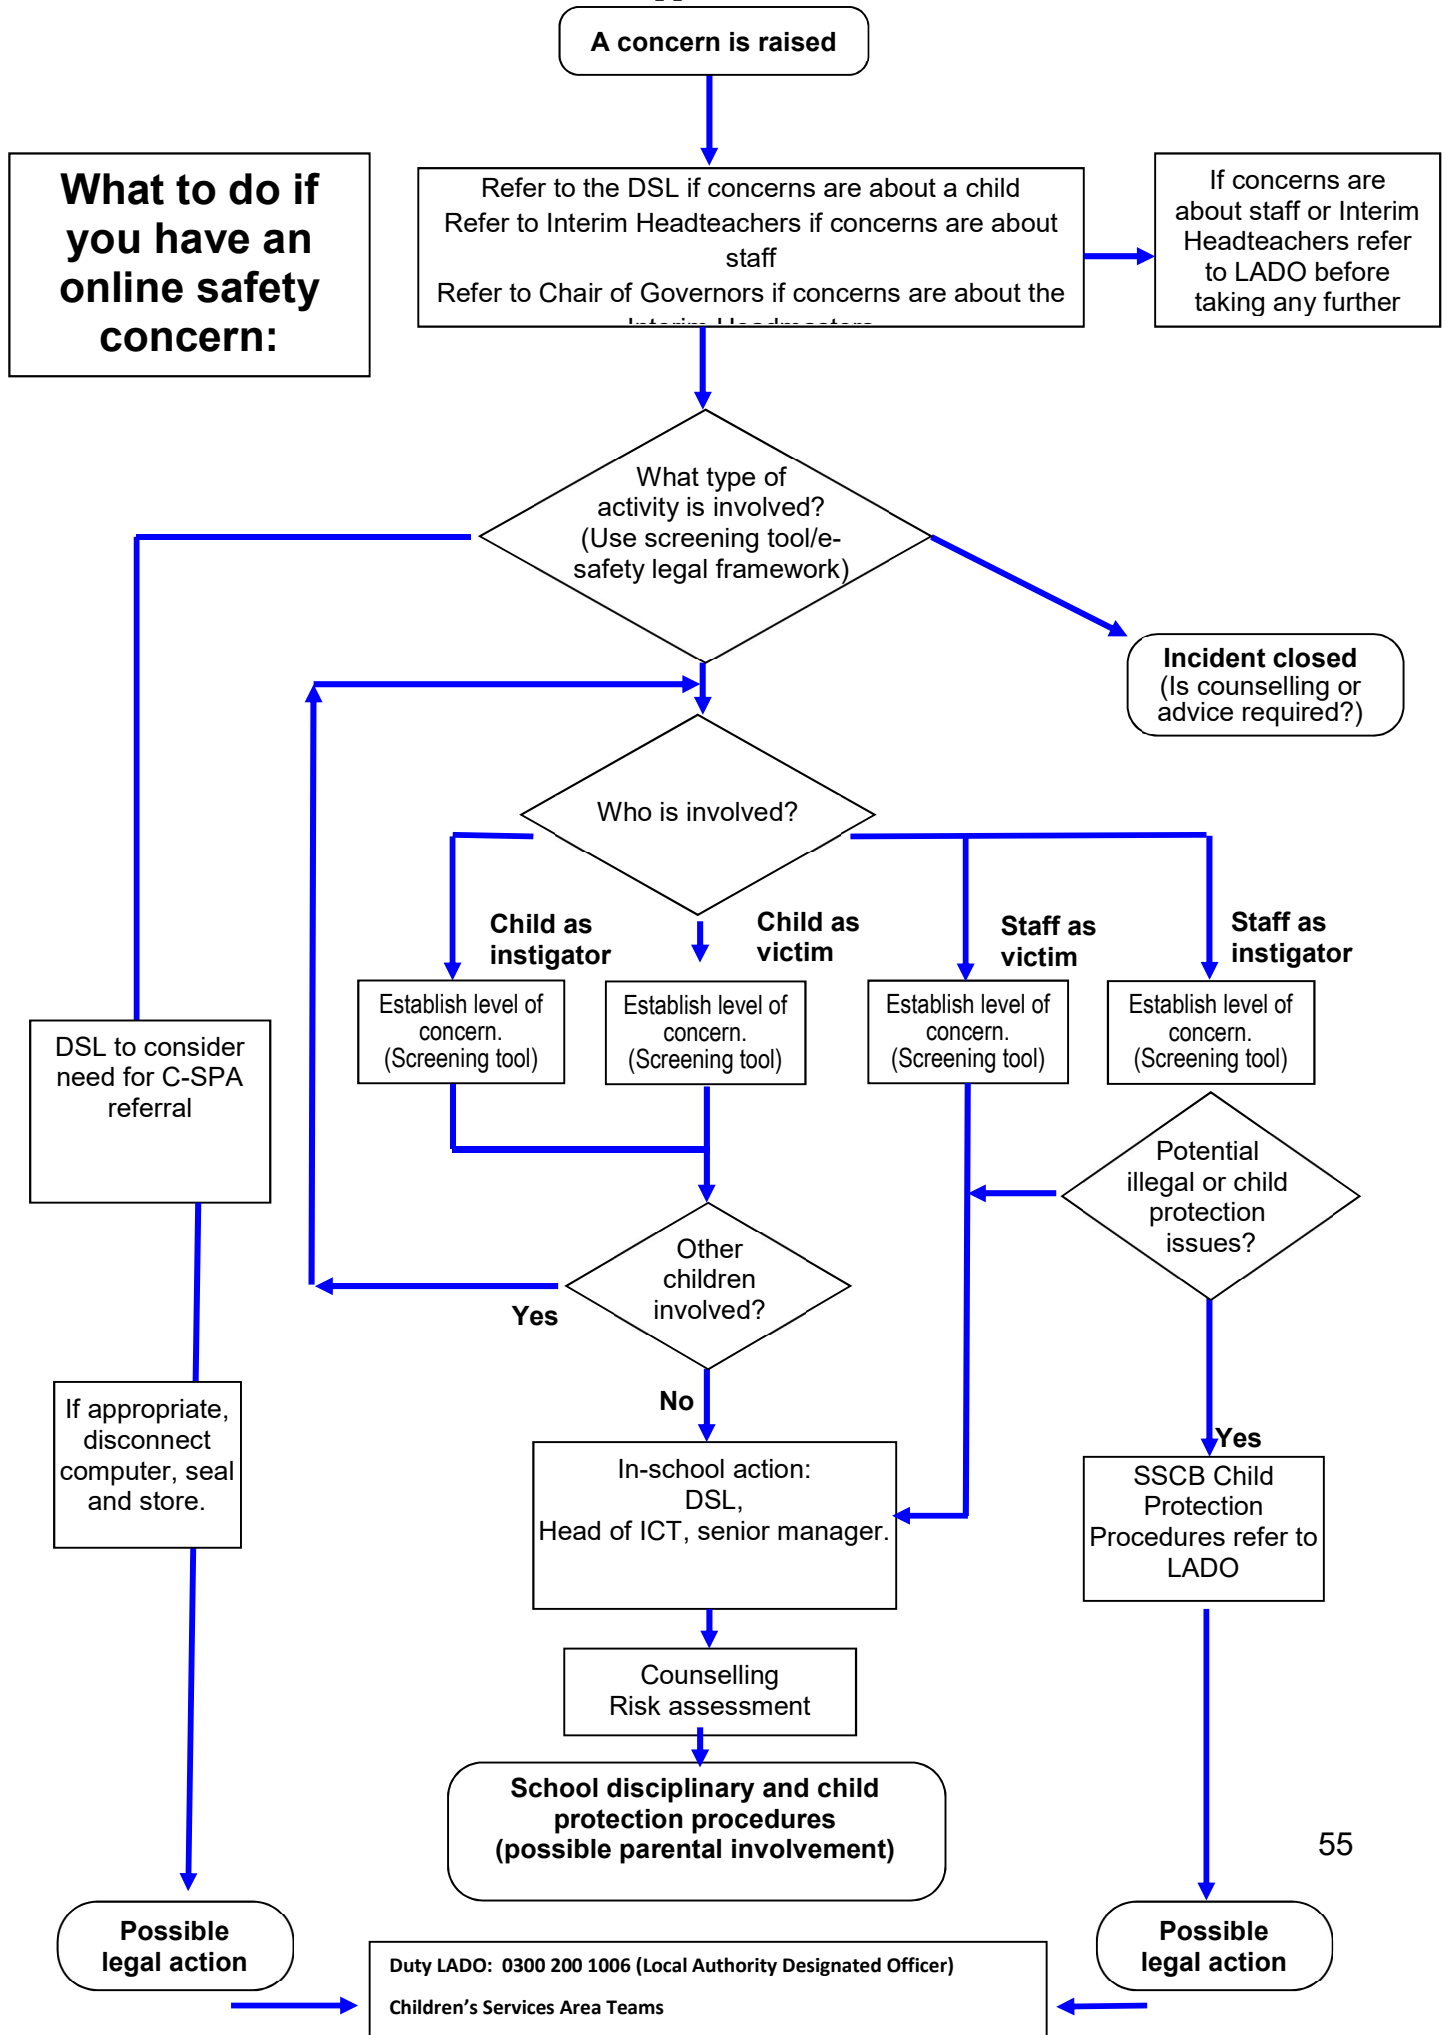 A concern is raised
What to do if
you have an
online safety
concern:
Refer to the DSL if concerns are about a child
Refer to Interim Headteachers if concerns are about
staff
Refer to Chair of Governors if concerns are about the
Interim Headmasters
If concerns are
about staff or Interim
Headteachers refer
to LADO before
taking any further
What type of
activity is involved?
(Use screening tool/e-
safety legal framework)
Incident closed
(Is counselling or
advice required?)
Who is involved?
Child as
instigator
Child as
victim
Staff as
victim
Staff as
instigator
Establish level of
concern.
(Screening tool)
Establish level of
concern.
(Screening tool)
Establish level of
concern.
(Screening tool)
Establish level of
concern.
(Screening tool)
DSL to consider
need for C-SPA
referral
Potential
illegal or child
protection
issues?
Other
children
involved?
Yes
No
If appropriate,
disconnect
computer, seal
and store.
Yes
In-school action:
DSL,
Head of ICT, senior manager.
SSCB Child
Protection
Procedures refer to
LADO
Counselling
Risk assessment
School disciplinary and child
protection procedures
(possible parental involvement)
55
Possible
legal action
Possible
legal action
Duty LADO: 0300 200 1006 (Local Authority Designated Officer)
Children’s Services Area Teams